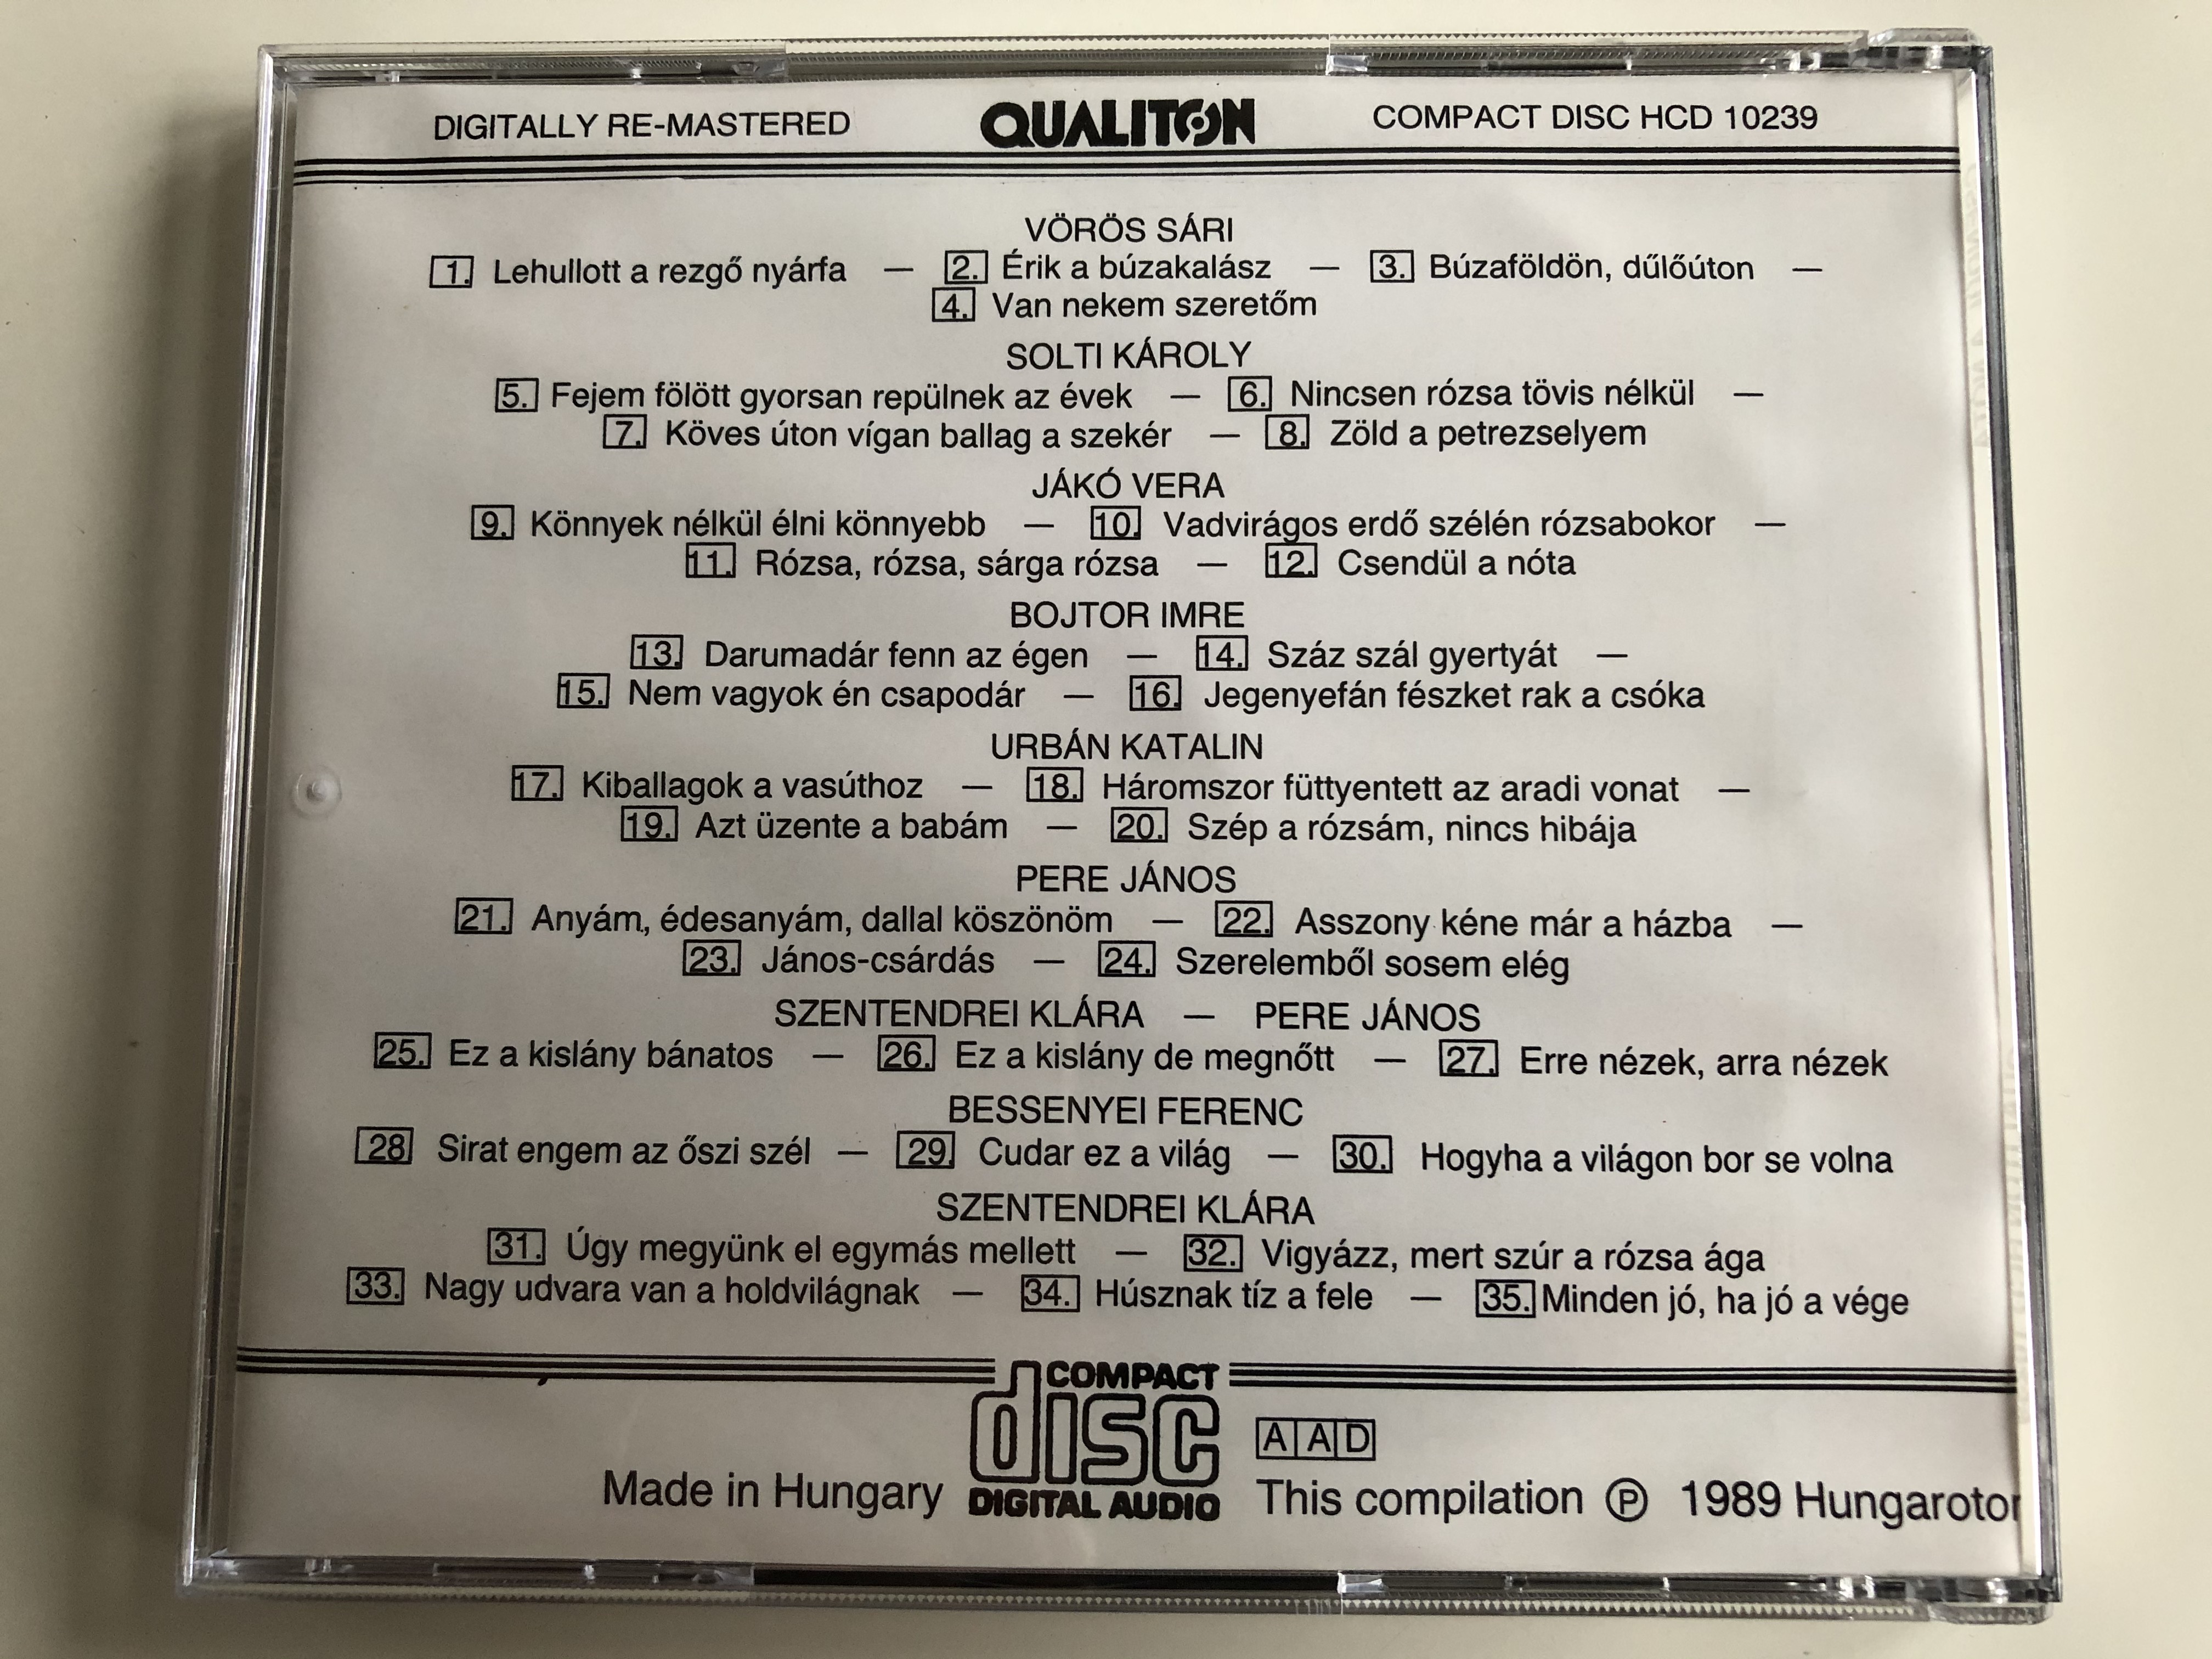 DIGITALLY RE-MASTERED QUALITON COMPACT DISC HCD 10239
VÖRÖS SÁRI
1. Lehullott a rezgő nyárfa — 2. Érik a búzakalász — 3. Búzaföldön, dűlőúton —
4. Van nekem szeretőm
SOLTI KÁROLY
5. Fejem fölött gyorsan repülnek az évek — 6. Nincsen rózsa tövis nélkül —
7. Köves úton vígan ballag a szekér — 8. Zöld a petrezselyem
JÁKÓ VERA
9. Könnyek nélkül élni könnyebb — 10. Vadvirágos erdő szélén rózsabokor —
11. Rózsa, rózsa, sárga rózsa — 12. Csendül a nóta
BOJTOR IMRE
13. Darumadár fenn az égen — 14. Száz szál gyertyát —
15. Nem vagyok én csapodár — 16. Jegenyefán fészket rak a csóka
URBÁN KATALIN
17. Kiballagok a vasúthoz — 18. Háromszor füttyentett az aradi vonat —
19. Azt üzente a babám — 20. Szép a rózsám, nincs hibája
PERE JÁNOS
21. Anyám, édesanyám, dallal köszönöm — 22. Asszony kéne már a házba —
23. János-csárdás — 24. Szerelemből sosem elég
SZENTENDREI KLÁRA — PERE JÁNOS
25. Ez a kislány bánatos — 26. Ez a kislány de megnőtt — 27. Erre nézek, arra nézek
BESSENYEI FERENC
28 Sirat engem az őszi szél — 29. Cudar ez a világ — 30. Hogyha a világon bor se volna
SZENTENDREI KLÁRA
31. Úgy megyünk el egymás mellett — 32. Vigyázz, mert szúr a rózsa ága
33. Nagy udvara van a holdvilágnak — 34. Húsznak tíz a fele — 35. Minden jó, ha jó a vége
COMPACT
disc
DIGITAL AUDIO
AAD
Made in Hungary This compilation ℗ 1989 Hungaroton